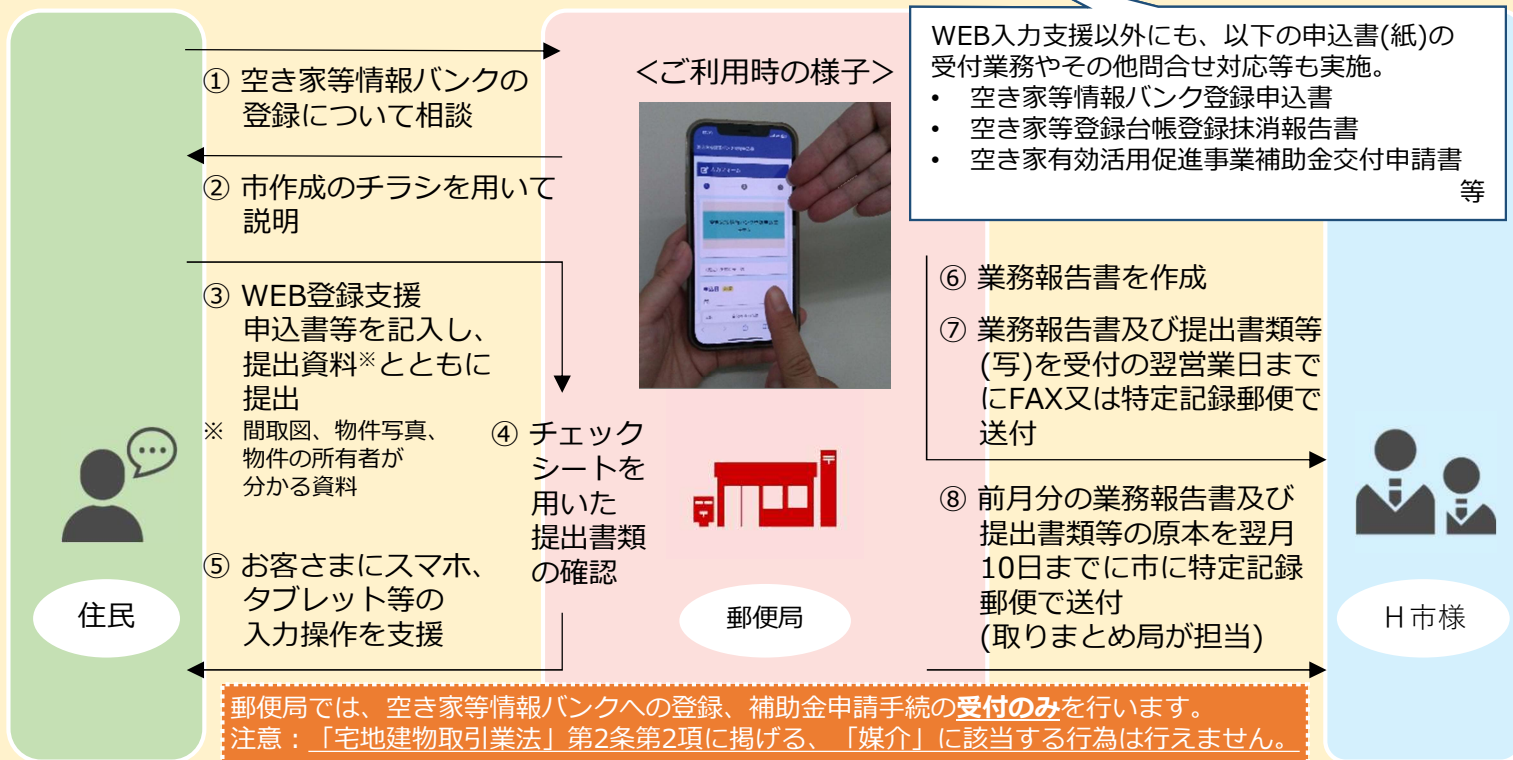 WEB入力支援以外にも、以下の申込書(紙)の
受付業務やその他問合せ対応等も実施。
• 空き家等情報バンク登録申込書
• 空き家等登録台帳登録抹消報告書
• 空き家有効活用促進事業補助金交付申請書
等
① 空き家等情報バンクの
登録について相談
② 市作成のチラシを用いて
説明
③ WEB登録支援
申込書等を記入し、
提出資料※とともに
提出
※ 間取図、物件写真、
物件の所有者が
分かる資料
④ チェック
シートを
用いた
提出書類
の確認
⑤ お客さまにスマホ、
タブレット等の
入力操作を支援
<ご利用時の様子>
入力フォーム
⑥ 業務報告書を作成
⑦ 業務報告書及び提出書類等
(写)を受付の翌営業日まで
にFAX又は特定記録郵便で
送付
⑧ 前月分の業務報告書及び
提出書類等の原本を翌月
10日までに市に特定記録
郵便で送付
(取りまとめ局が担当)
住民
郵便局
H市様
郵便局では、空き家等情報バンクへの登録、補助金申請手続の受付のみを行います。
注意：「宅地建物取引業法」第2条第2項に掲げる、「媒介」に該当する行為は行えません。